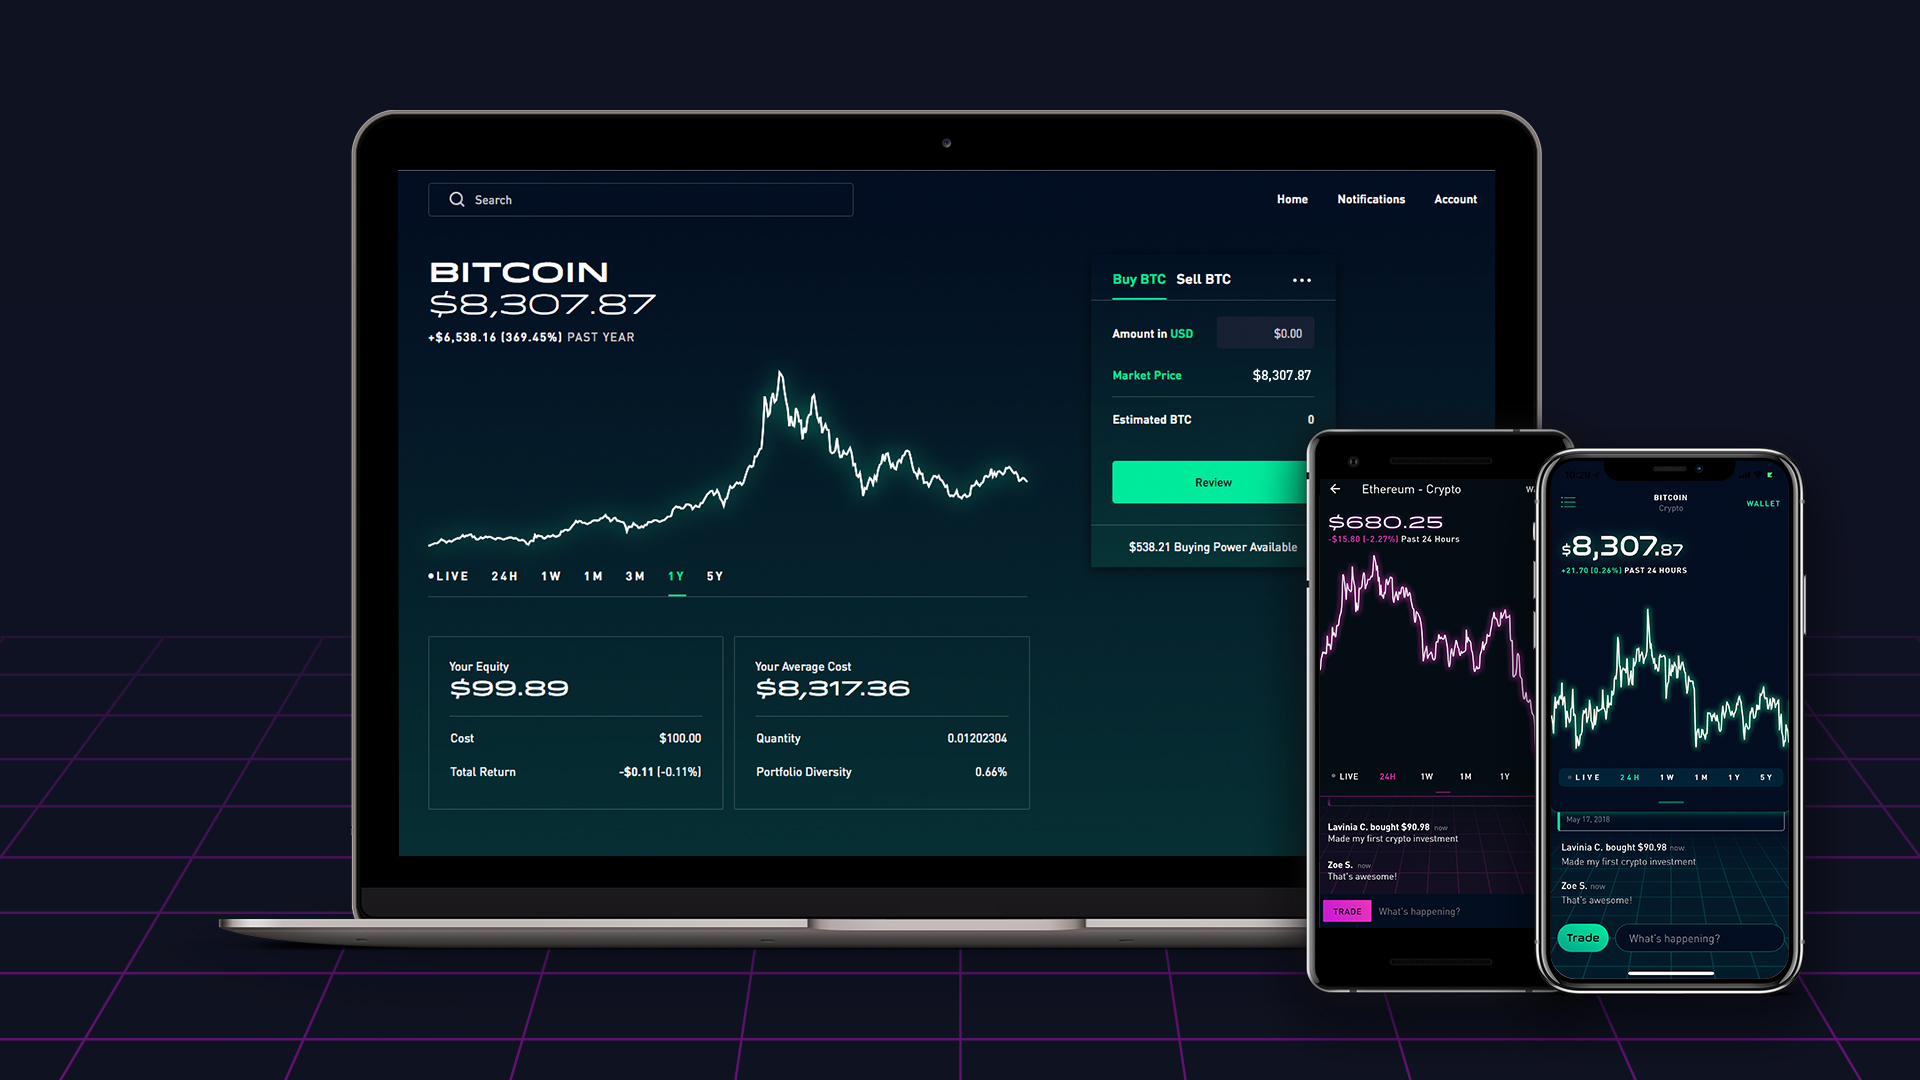 Search
Home Notifications Account
BITCOIN
$8,307.87
+$6,538.16 (369.45%) PAST YEAR
LIVE 24H 1W 1M 3M 1Y 5Y
Your Equity
$99.89
Cost $100.00
Total Return -$0.11 (-0.11%)
Your Average Cost
$8,317.36
Quantity 0.01202304
Portfolio Diversity 0.66%
Buy BTC Sell BTC
Amount in USD $0.00
Market Price $8,307.87
Estimated BTC 0
Review
$538.21 Buying Power Available
Ethereum - Crypto
$680.25
-$15.80 (-2.27%) Past 24 Hours
LIVE 24H 1W 1M 1Y
Lavinia C. bought $90.98 now
Made my first crypto investment
Zoe S. now
That's awesome!
TRADE What's happening?
BITCOIN
Crypto
WALLET
$8,307.87
+21.70 (0.26%) PAST 24 HOURS
LIVE 24H 1W 1M 1Y 5Y
May 17, 2018
Lavinia C. bought $90.98 now
Made my first crypto investment
Zoe S. now
That's awesome!
Trade What's happening?